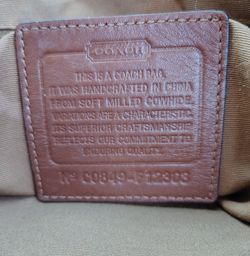 COACH
THIS IS A COACH BAG.
IT WAS HANDCRAFTED IN CHINA
FROM SOFT MILLED COWHIDE.
VARIATIONS ARE A CHARACTERISTIC.
ITS SUPERIOR CRAFTSMANSHIP
REFLECTS OUR COMMITMENT TO
ENDURING QUALITY.
Nº C0849-F12303